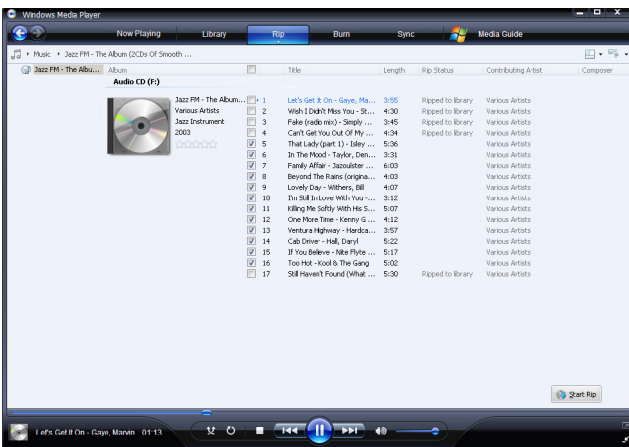 Windows Media Player
Now Playing Library Rip Burn Sync Media Guide
Music Jazz FM - The Album (2CDs Of Smooth ...
Jazz FM - The Albu... Album Title Length Rip Status Contributing Artist Composer
Audio CD (F:)
Jazz FM - The Album... 1 Let's Get It On - Gaye, Ma... 3:55 Ripped to library Various Artists
Various Artists 2 Wish I Didn't Miss You - St... 4:30 Ripped to library Various Artists
Jazz Instrument 3 Fake (radio mix) - Simply ... 3:45 Ripped to library Various Artists
2003 4 Can't Get You Out Of My ... 4:34 Ripped to library Various Artists
5 That Lady (part 1) - Isley ... 5:36 Various Artists
6 In The Mood - Taylor, Den... 3:31 Various Artists
7 Family Affair - Jazoulster ... 6:03 Various Artists
8 Beyond The Rains (origina... 4:03 Various Artists
9 Lovely Day - Withers, Bill 4:07 Various Artists
10 I'm Still In Love With You -... 3:12 Various Artists
11 Killing Me Softly With His S... 5:07 Various Artists
12 One More Time - Kenny G ... 4:12 Various Artists
13 Ventura Highway - Hardca... 3:57 Various Artists
14 Cab Driver - Hall, Daryl 5:22 Various Artists
15 If You Believe - Nite Flyte ... 5:17 Various Artists
16 Too Hot - Kool & The Gang 5:02 Various Artists
17 Still Haven't Found (What ... 5:30 Ripped to library Various Artists
Start Rip
Let's Get It On - Gaye, Marvin 01:13